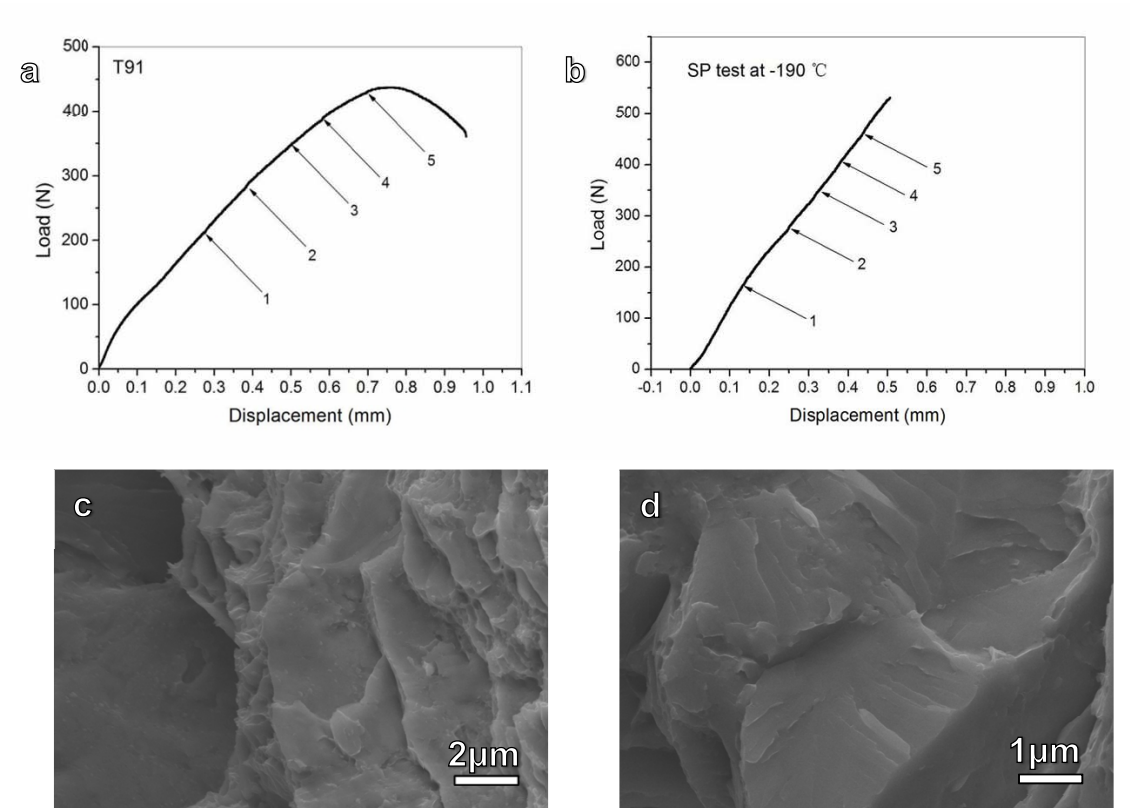 a
T91
500
400
300
200
100
0
Load (N)
1
2
3
4
5
0.0 0.1 0.2 0.3 0.4 0.5 0.6 0.7 0.8 0.9 1.0 1.1
Displacement (mm)
b
SP test at -190 ℃
600
500
400
300
200
100
0
Load (N)
5
4
3
2
1
-0.1 0.0 0.1 0.2 0.3 0.4 0.5 0.6 0.7 0.8 0.9 1.0
Displacement (mm)
c
2μm
d
1μm